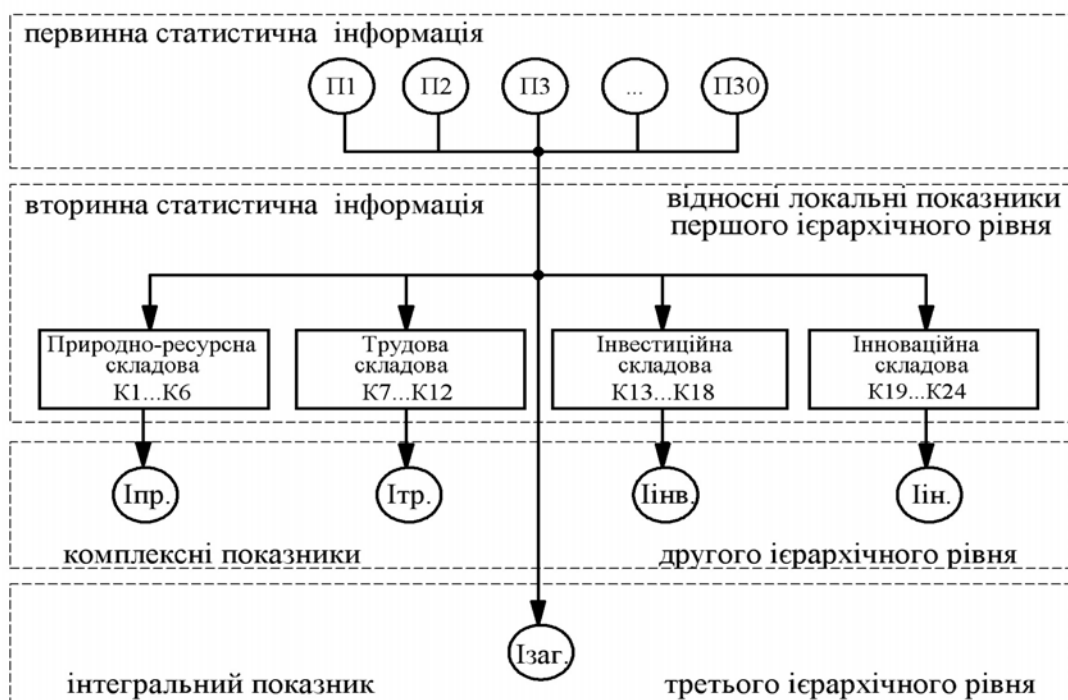 первинна статистична інформація
П1 П2 П3 ... П30
вторинна статистична інформація
відносні локальні показники
першого ієрархічного рівня
Природно-ресурсна
складова
К1...К6
Трудова
складова
К7...К12
Інвестиційна
складова
К13...К18
Інноваційна
складова
К19...К24
Іпр. Ітр. Іінв. Іін.
комплексні показники
другого ієрархічного рівня
Ізаг.
інтегральний показник
третього ієрархічного рівня